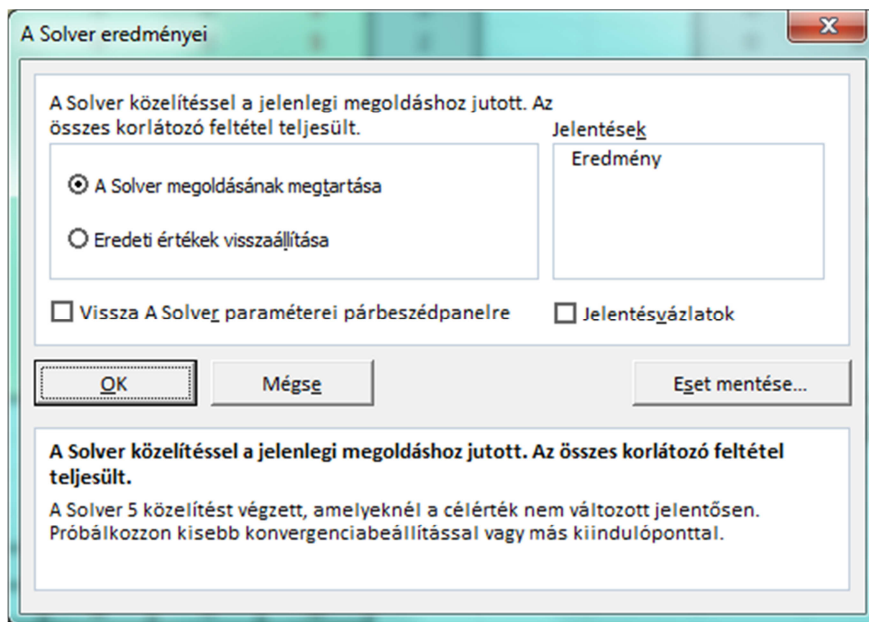 A Solver eredményei
A Solver közelítéssel a jelenlegi megoldáshoz jutott. Az
összes korlátozó feltétel teljesült.
Jelentések
Eredmény
A Solver megoldásának megtartása
Eredeti értékek visszaállítása
Vissza A Solver paraméterei párbeszédpanelre
Jelentésvázlatok
OK
Mégse
Eset mentése...
A Solver közelítéssel a jelenlegi megoldáshoz jutott. Az összes korlátozó feltétel
teljesült.
A Solver 5 közelítést végzett, amelyeknél a célérték nem változott jelentősen.
Próbálkozzon kisebb konvergenciabeállítással vagy más kiindulóponttal.